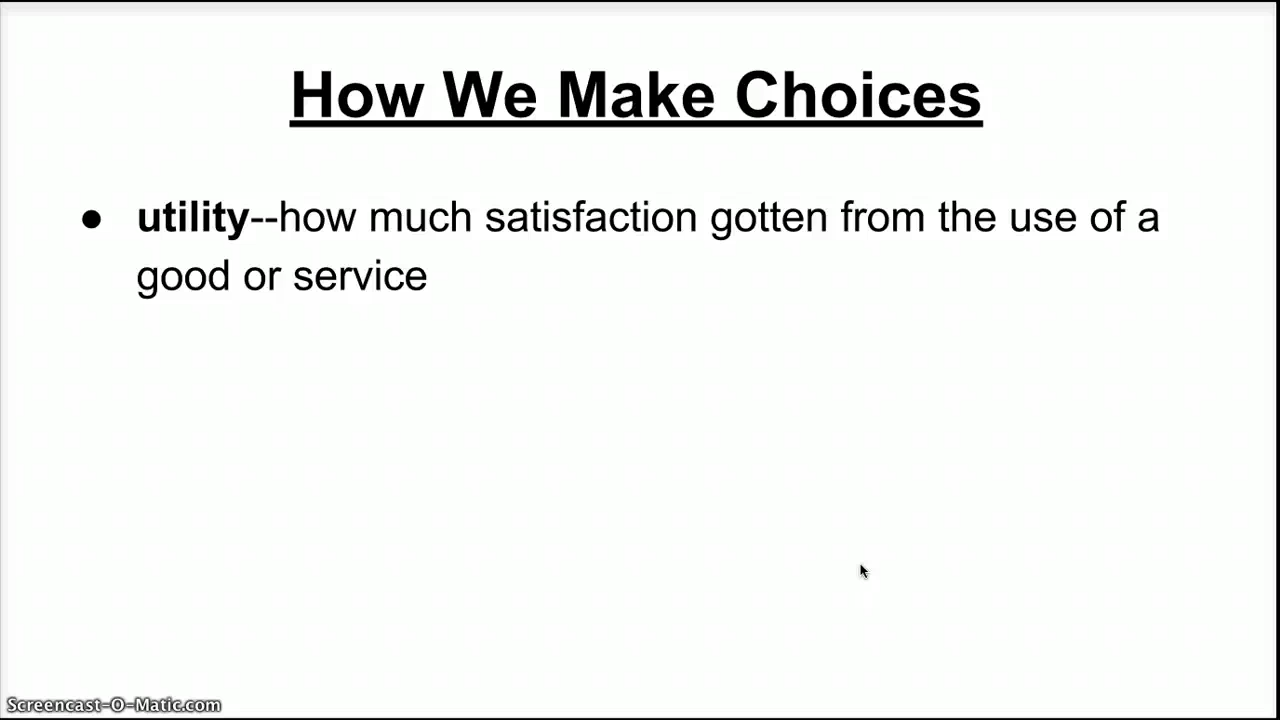 How We Make Choices
● utility--how much satisfaction gotten from the use of a
good or service
Screencast-O-Matic.com